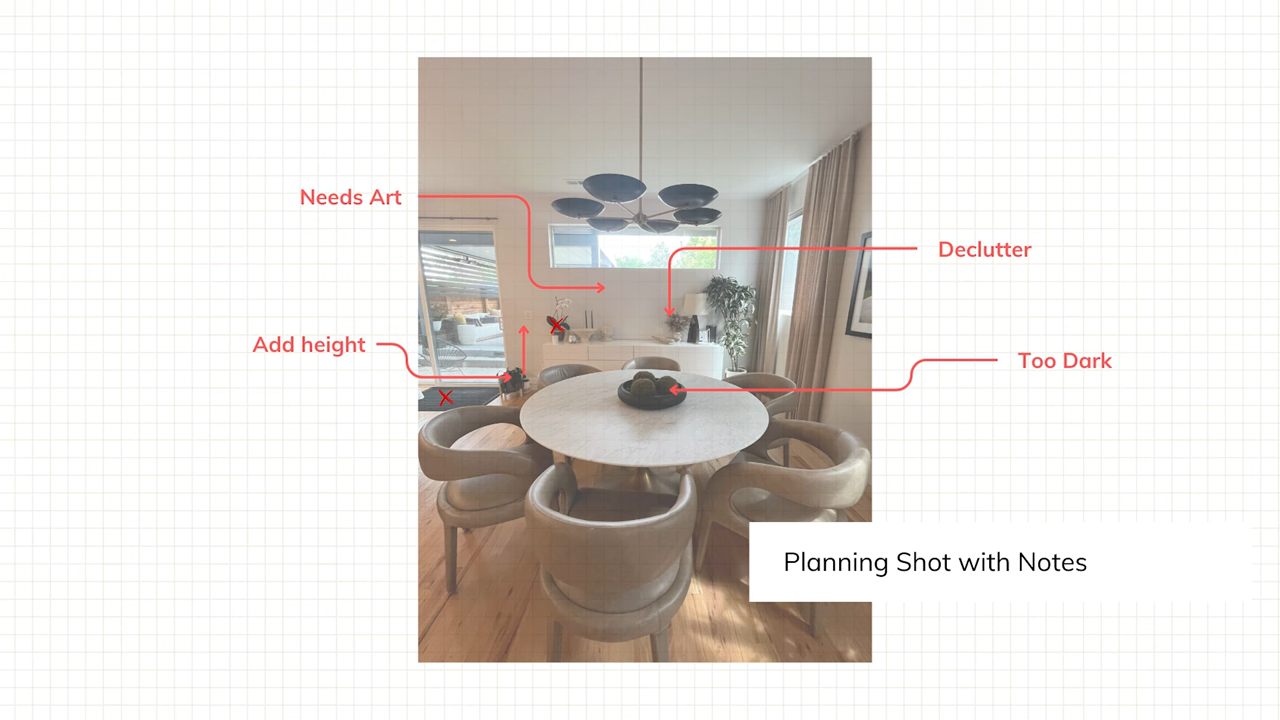 Needs Art
Declutter
Add height
Too Dark
Planning Shot with Notes